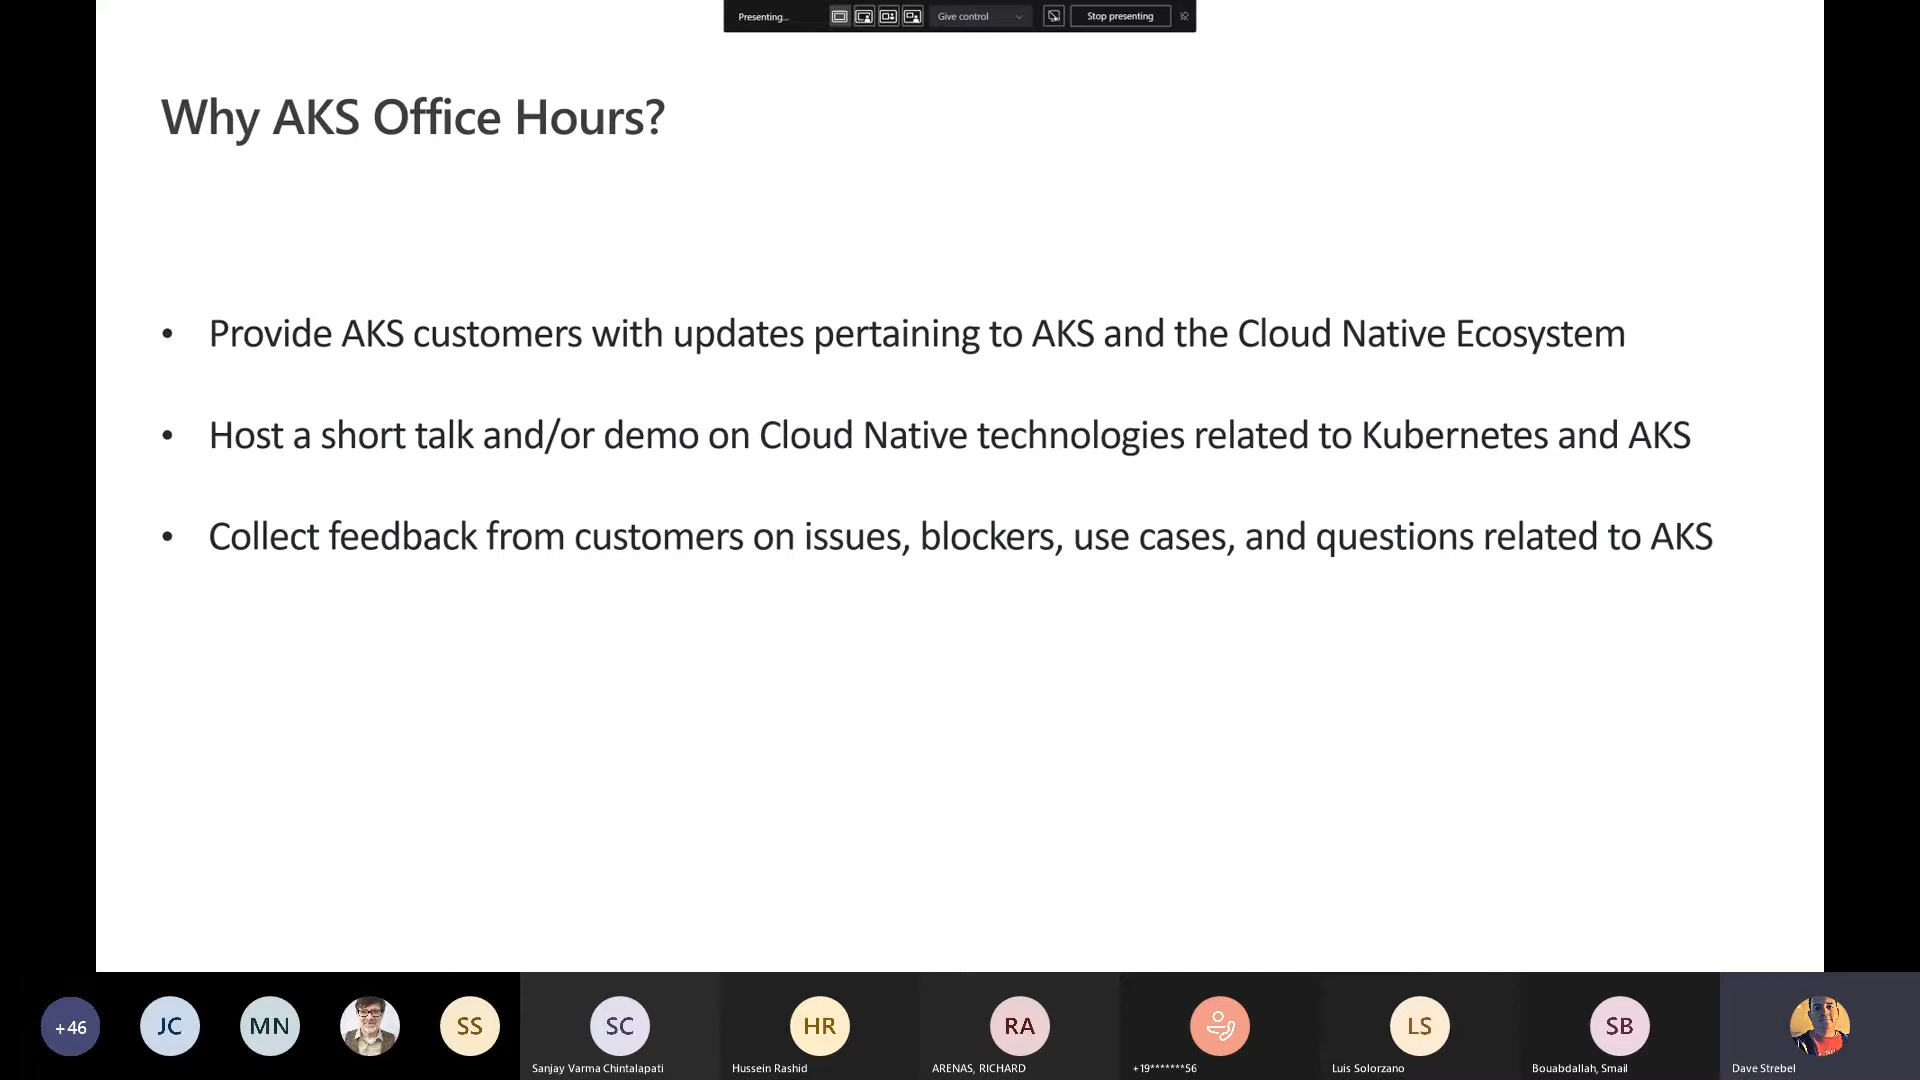 Presenting...
Give control
Stop presenting
Why AKS Office Hours?
• Provide AKS customers with updates pertaining to AKS and the Cloud Native Ecosystem
• Host a short talk and/or demo on Cloud Native technologies related to Kubernetes and AKS
• Collect feedback from customers on issues, blockers, use cases, and questions related to AKS
+46
JC
MN
SS
SC
HR
RA
LS
SB
Sanjay Varma Chintalapati
Hussein Rashid
ARENAS, RICHARD
+19*******56
Luis Solorzano
Bouabdallah, Smail
Dave Strebel